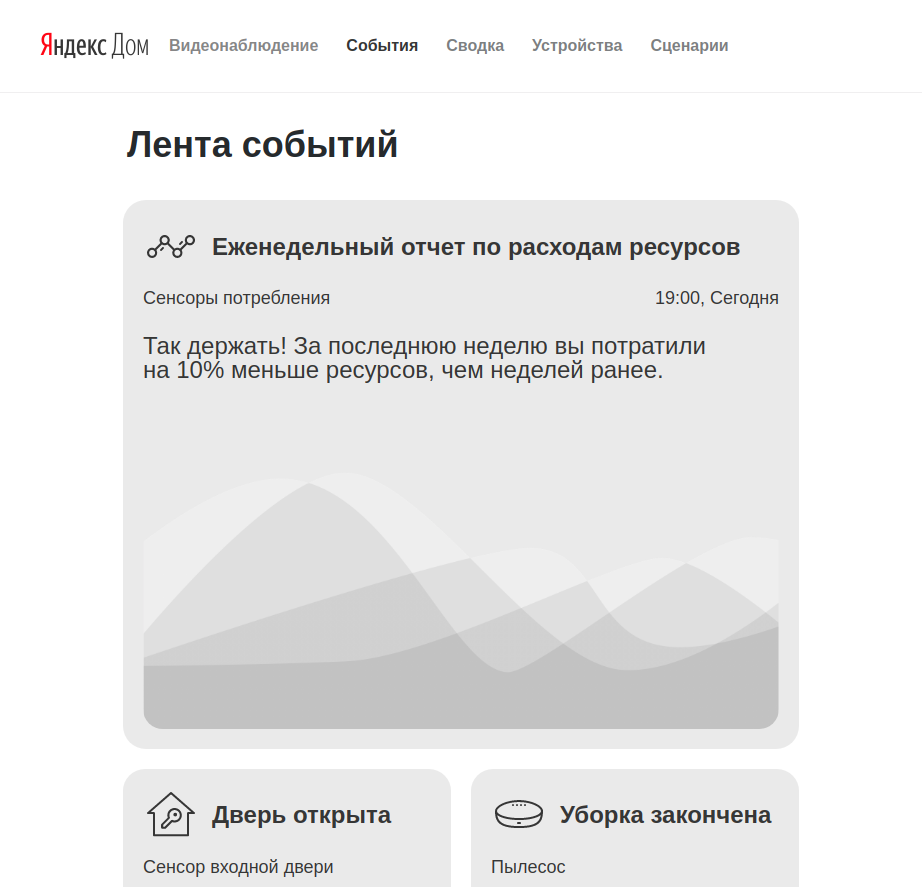 Яндекс Дом Видеонаблюдение События Сводка Устройства Сценарии
Лента событий
Еженедельный отчет по расходам ресурсов
Сенсоры потребления 19:00, Сегодня
Так держать! За последнюю неделю вы потратили
на 10% меньше ресурсов, чем неделей ранее.
Дверь открыта
Сенсор входной двери
Уборка закончена
Пылесос